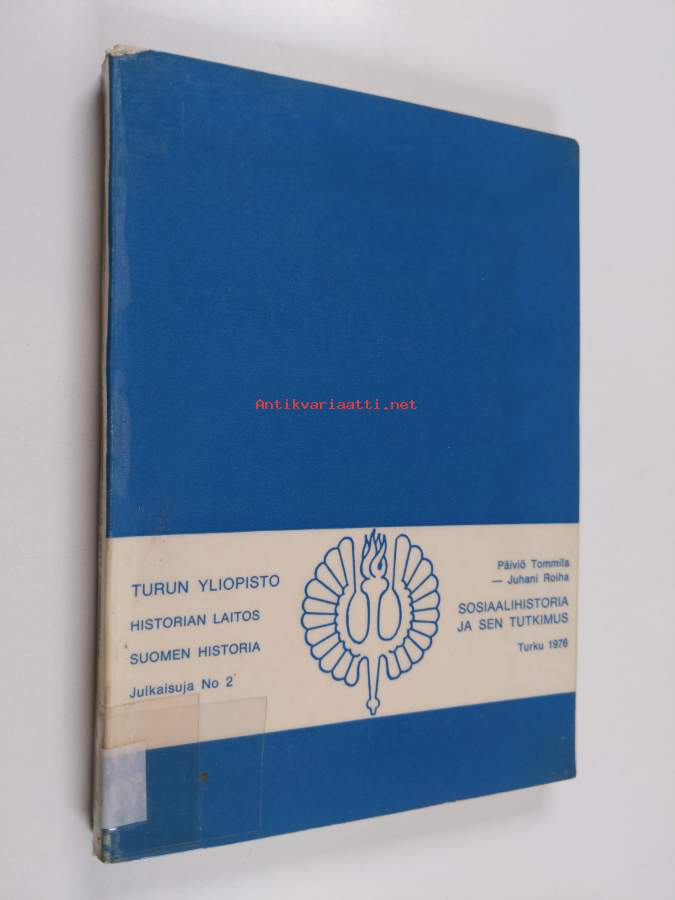 Antikvariaatti.net
TURUN YLIOPISTO
HISTORIAN LAITOS
SUOMEN HISTORIA
Julkaisuja No 2
Päiviö Tommila
— Juhani Roiha
SOSIAALIHISTORIA
JA SEN TUTKIMUS
Turku 1976